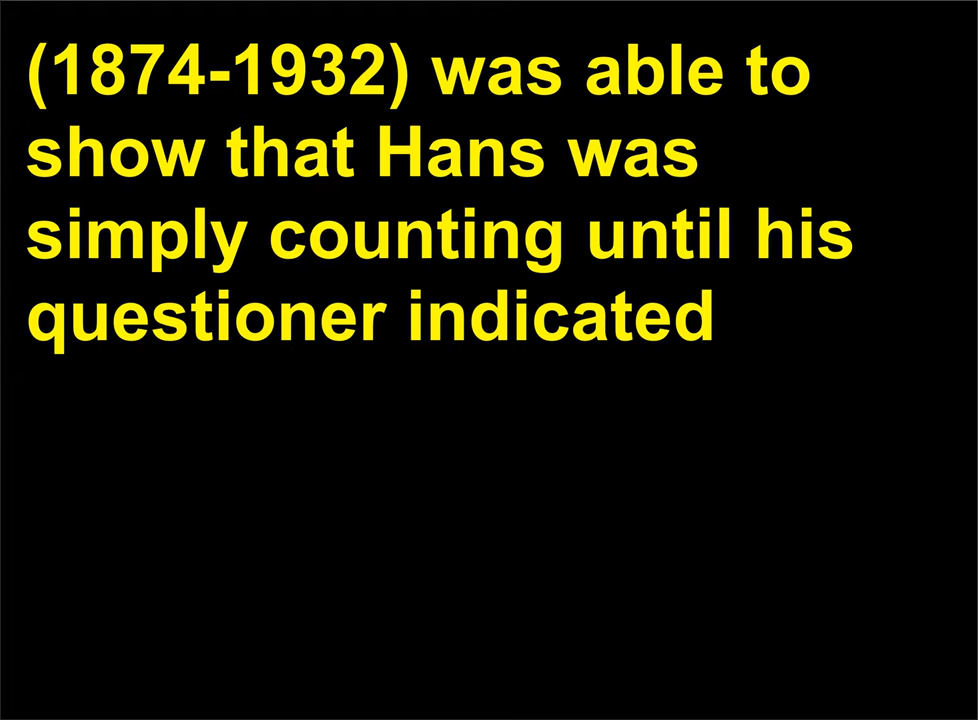 (1874-1932) was able to
show that Hans was
simply counting until his
questioner indicated